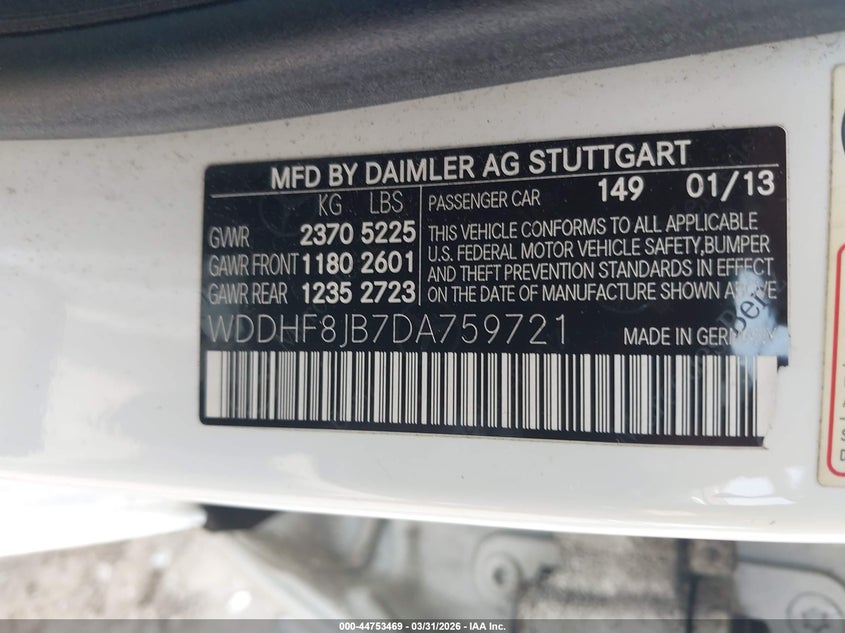 MFD BY DAIMLER AG STUTTGART
KG LBS
GVWR 2370 5225
GAWR FRONT 1180 2601
GAWR REAR 1235 2723
PASSENGER CAR 149 01/13
THIS VEHICLE CONFORMS TO ALL APPLICABLE
U.S. FEDERAL MOTOR VEHICLE SAFETY,BUMPER
AND THEFT PREVENTION STANDARDS IN EFFECT
ON THE DATE OF MANUFACTURE SHOWN ABOVE
WDDHF8JB7DA759721 MADE IN GERMANY
000-44753469 - 03/31/2026 - IAA Inc.